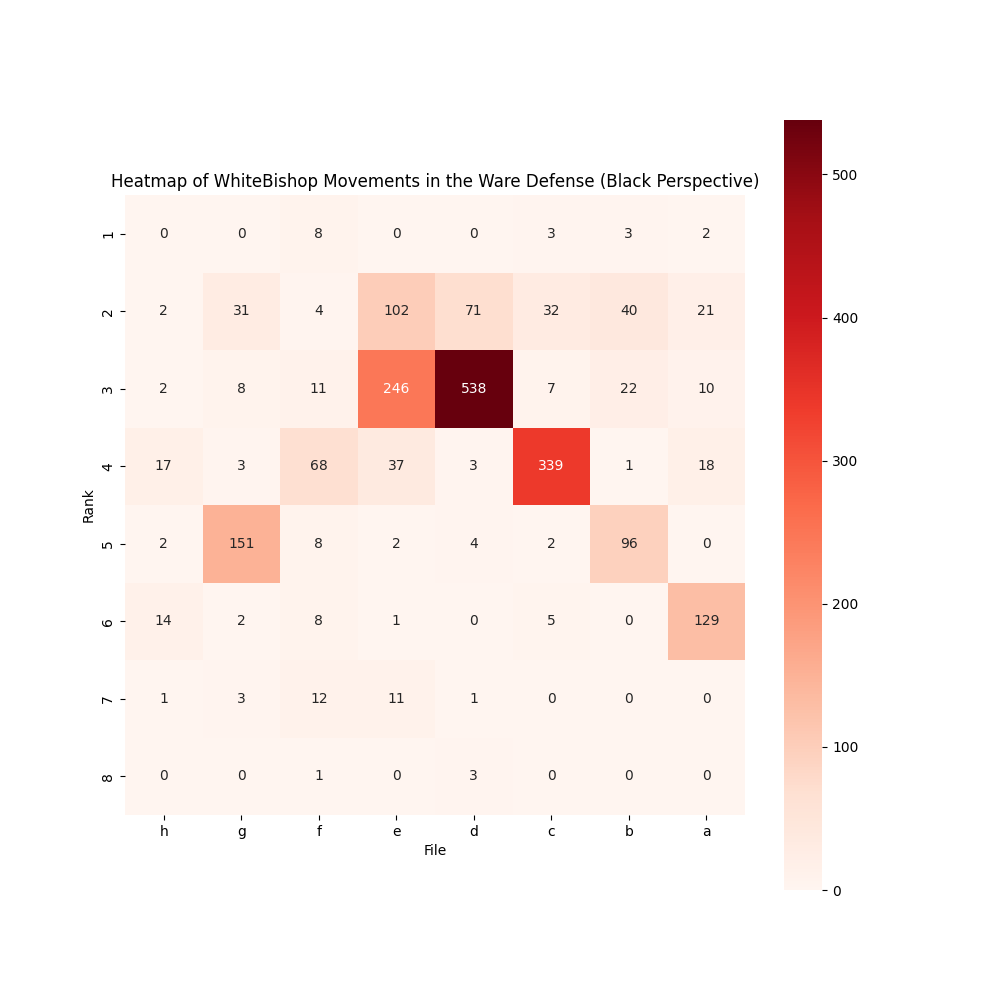 Heatmap of WhiteBishop Movements in the Ware Defense (Black Perspective)
1 0 0 8 0 0 3 3 2
2 2 31 4 102 71 32 40 21
3 2 8 11 246 538 7 22 10
4 17 3 68 37 3 339 1 18
5 2 151 8 2 4 2 96 0
6 14 2 8 1 0 5 0 129
7 1 3 12 11 1 0 0 0
8 0 0 1 0 3 0 0 0
h g f e d c b a
File
Rank
500
400
300
200
100
0